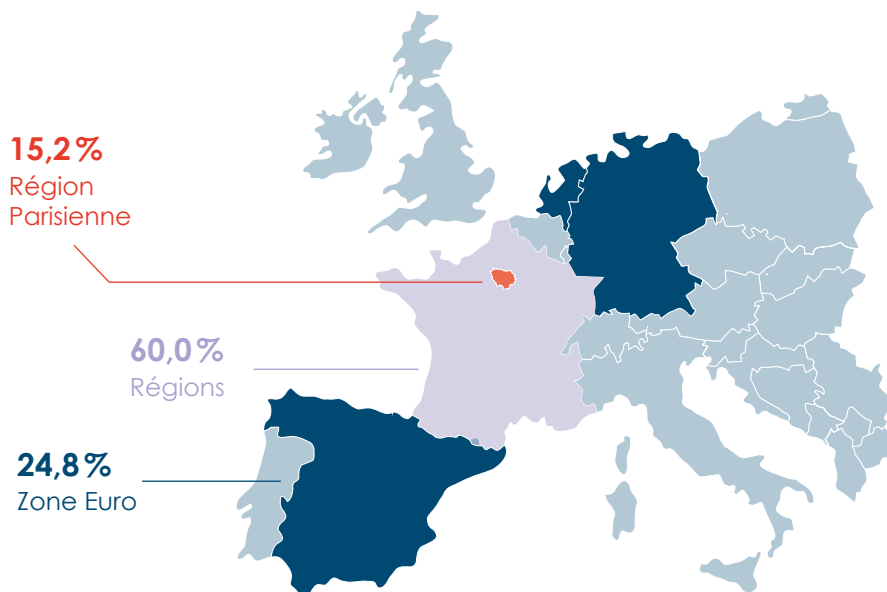 15,2 %
Région
Parisienne
60,0 %
Régions
24,8 %
Zone Euro